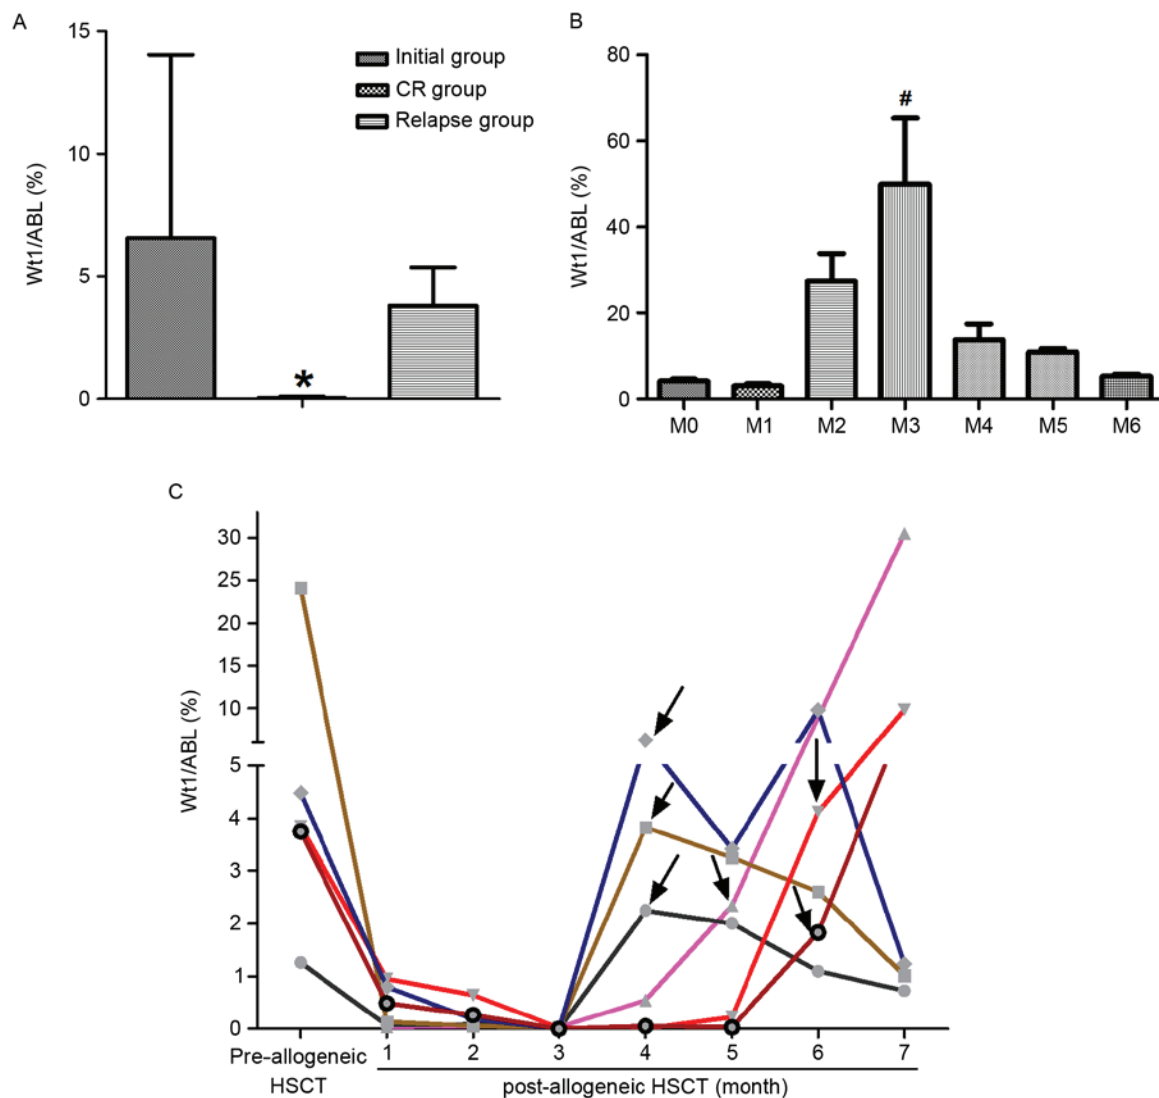 A
15
10
5
0
Wt1/ABL (%)
Initial group
CR group
Relapse group
*
B
80
60
40
20
0
Wt1/ABL (%)
#
M0 M1 M2 M3 M4 M5 M6
C
30
25
20
15
10
5
4
3
2
1
0
Wt1/ABL (%)
Pre-allogeneic
HSCT
1 2 3 4 5 6 7
post-allogeneic HSCT (month)